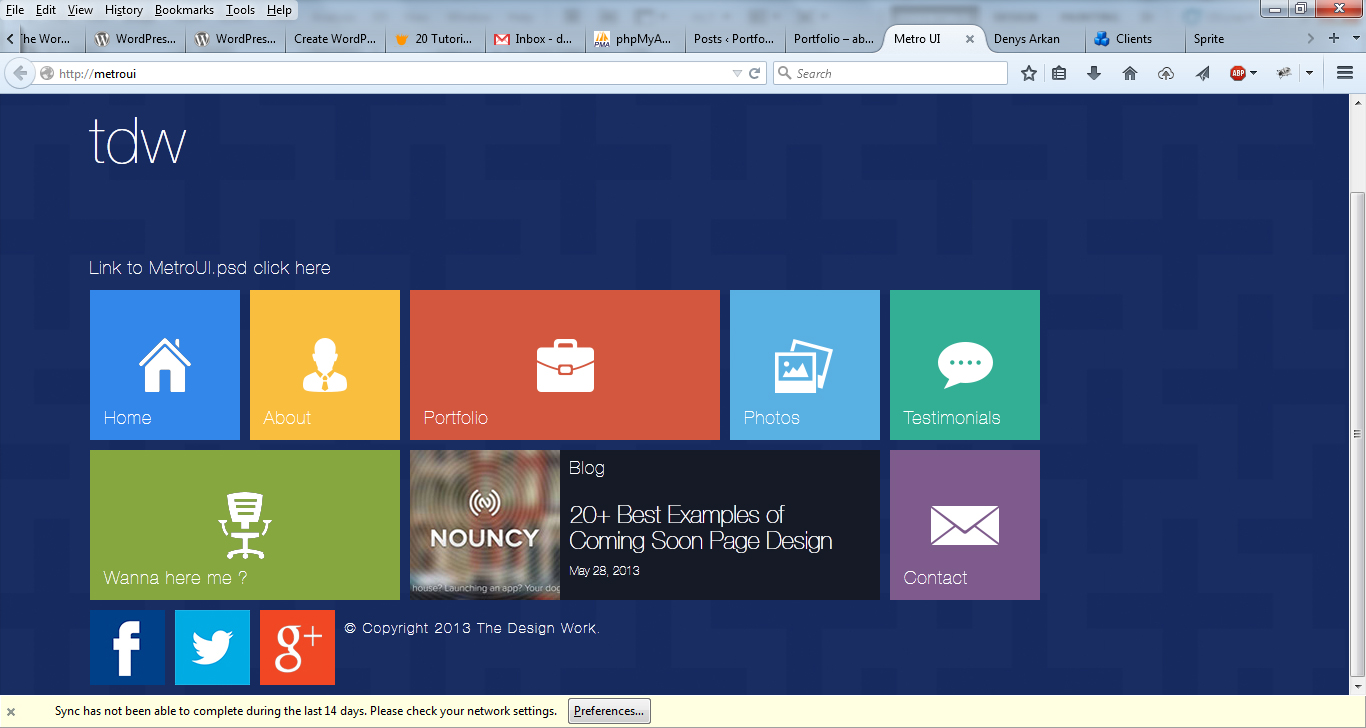 File Edit View History Bookmarks Tools Help
The Wor... WordPres... WordPres... Create WordP... 20 Tutori... Inbox - d... phpMyA... Posts ‹ Portfo... Portfolio – ab... Metro UI Denys Arkan Clients Sprite
http://metroui Search ABP
tdw
Link to MetroUI.psd click here
Home About Portfolio Photos Testimonials
Blog
NOUNCY
20+ Best Examples of
Coming Soon Page Design
May 28, 2013
house? Launching an app? Your dog
Wanna here me ? Contact
f g+ © Copyright 2013 The Design Work.
Sync has not been able to complete during the last 14 days. Please check your network settings. Preferences...